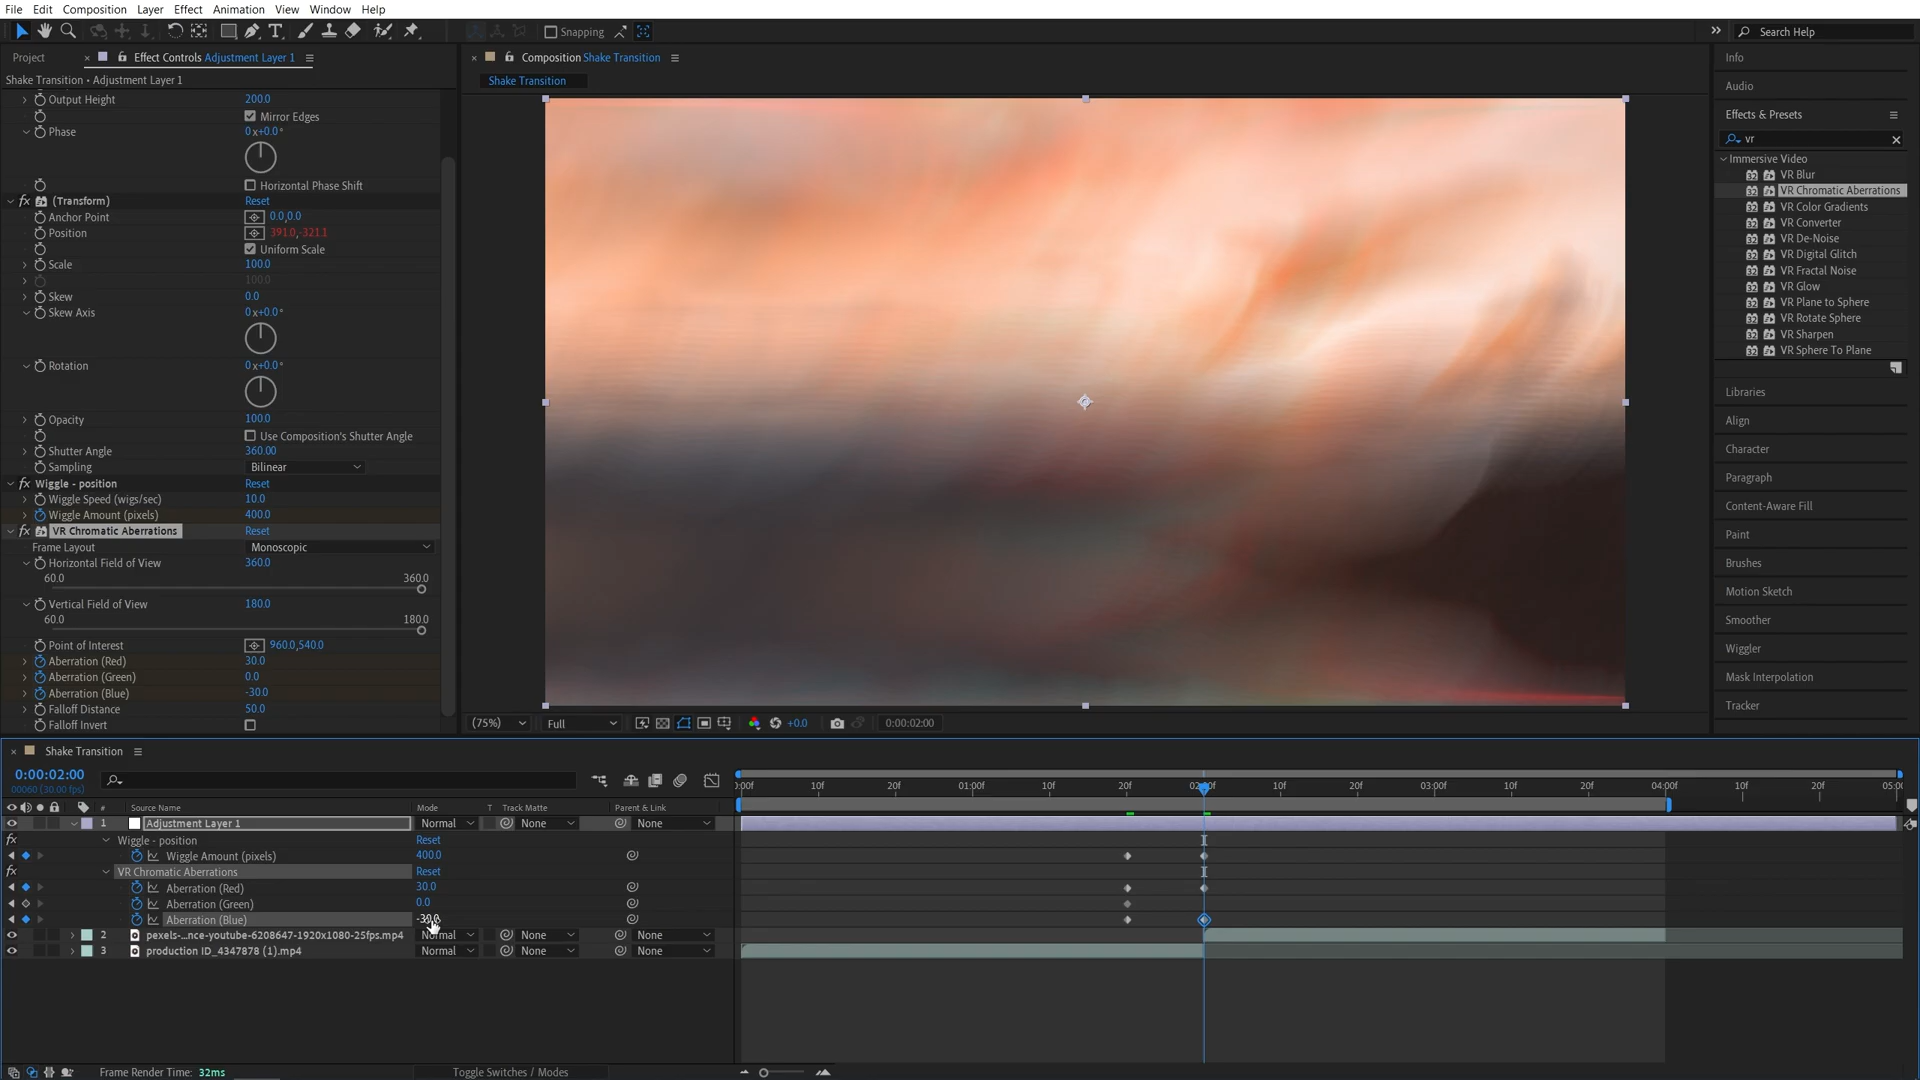 File Edit Composition Layer Effect Animation View Window Help
Snapping
Search Help
Project
Effect Controls Adjustment Layer 1
Composition Shake Transition
Shake Transition • Adjustment Layer 1
Shake Transition
Output Height 200.0
Mirror Edges
Phase 0x+0.0°
Horizontal Phase Shift
fx (Transform) Reset
Anchor Point 0.0,0.0
Position 391.0,-321.1
Uniform Scale
Scale 100.0
100.0
Skew 0.0
Skew Axis 0x+0.0°
Rotation 0x+0.0°
Opacity 100.0
Use Composition's Shutter Angle
Shutter Angle 360.00
Sampling Bilinear
fx Wiggle - position Reset
Wiggle Speed (wigs/sec) 10.0
Wiggle Amount (pixels) 400.0
fx VR Chromatic Aberrations Reset
Frame Layout Monoscopic
Horizontal Field of View 360.0
60.0 360.0
Vertical Field of View 180.0
60.0 180.0
Point of Interest 960.0,540.0
Aberration (Red) 30.0
Aberration (Green) 0.0
Aberration (Blue) -30.0
Falloff Distance 50.0
Falloff Invert
(75%) Full +0.0 0:00:02:00
Info
Audio
Effects & Presets
vr
Immersive Video
VR Blur
VR Chromatic Aberrations
VR Color Gradients
VR Converter
VR De-Noise
VR Digital Glitch
VR Fractal Noise
VR Glow
VR Plane to Sphere
VR Rotate Sphere
VR Sharpen
VR Sphere To Plane
Libraries
Align
Character
Paragraph
Content-Aware Fill
Paint
Brushes
Motion Sketch
Smoother
Wiggler
Mask Interpolation
Tracker
Shake Transition
0:00:02:00
00060 (30.00 fps)
10f 20f 01:00f 10f 20f 10f 20f 03:00f 10f 20f 04:00f 10f 20f
# Source Name Mode T Track Matte Parent & Link
1 Adjustment Layer 1 Normal None None
fx Wiggle - position Reset
Wiggle Amount (pixels) 400.0
fx VR Chromatic Aberrations Reset
Aberration (Red) 30.0
Aberration (Green) 0.0
Aberration (Blue) -30.0
2 pexels-...nce-youtube-6208647-1920x1080-25fps.mp4 Normal None None
3 production ID_4347878 (1).mp4 Normal None None
Frame Render Time: 32ms
Toggle Switches / Modes